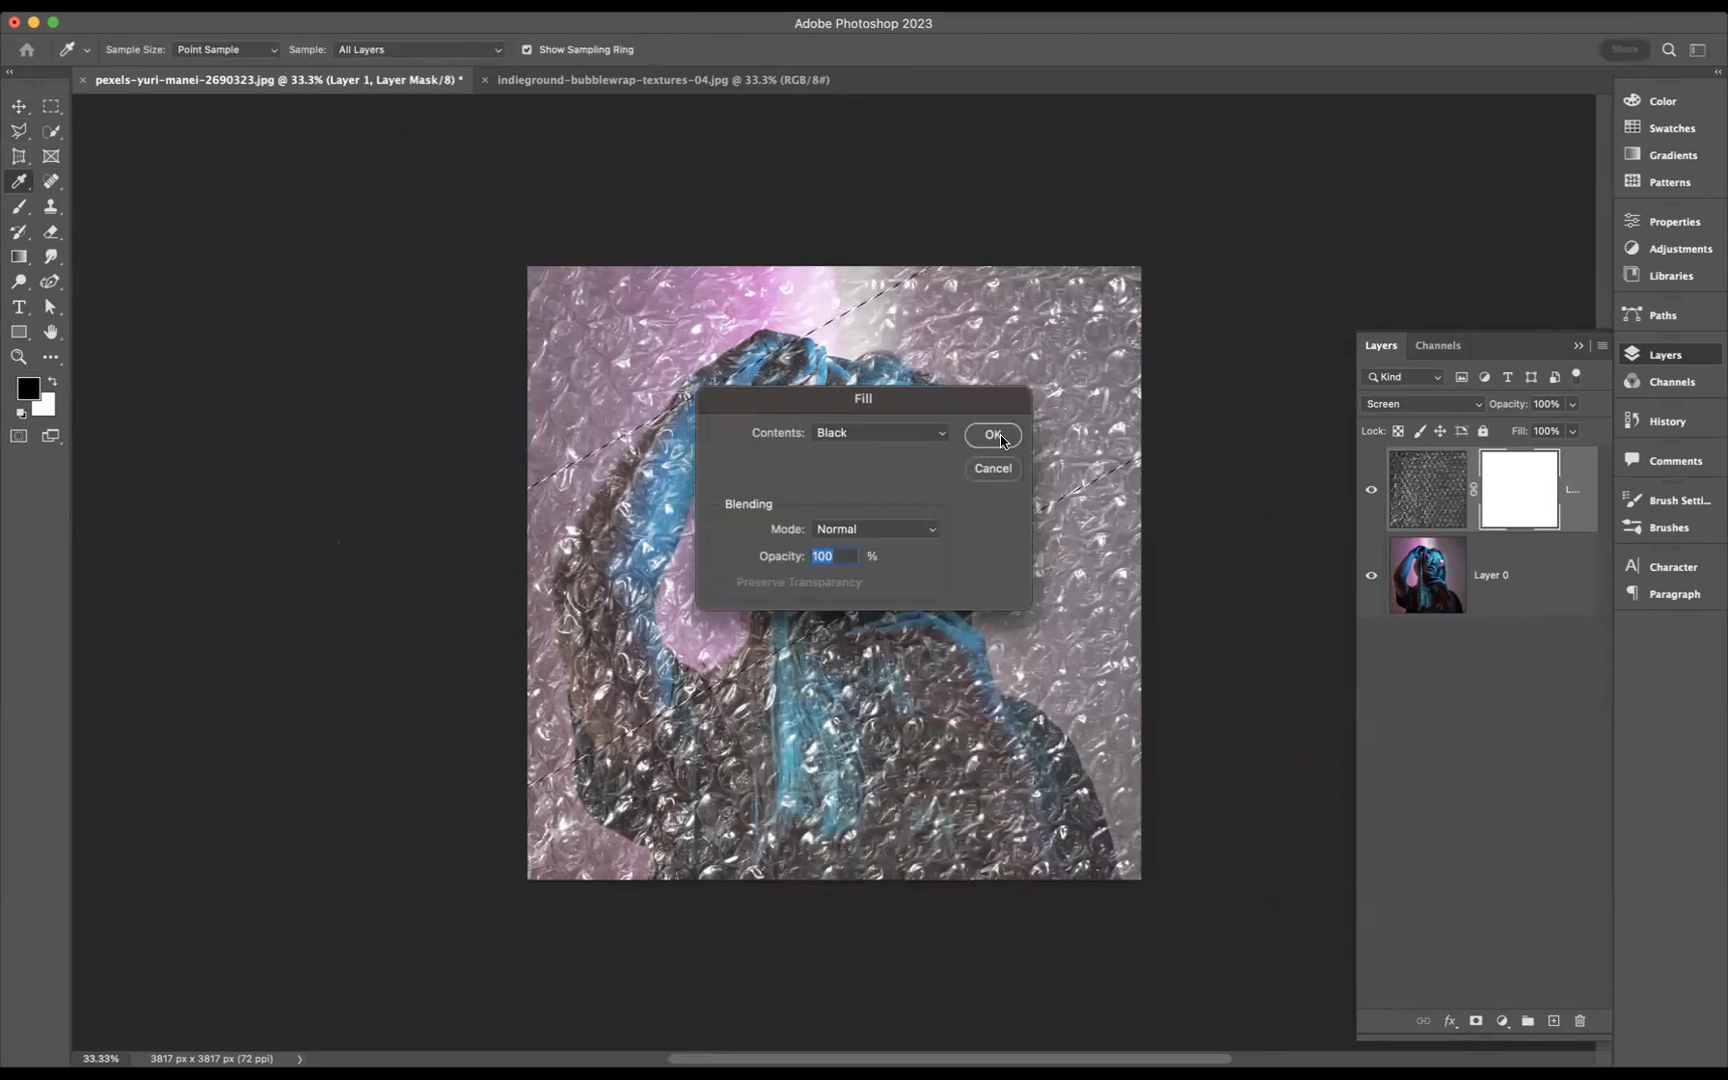 Adobe Photoshop 2023
Sample Size: Point Sample Sample: All Layers Show Sampling Ring Share
pexels-yuri-manei-2690323.jpg @ 33.3% (Layer 1, Layer Mask/8) * indieground-bubblewrap-textures-04.jpg @ 33.3% (RGB/8#)
Color
Swatches
Gradients
Patterns
Properties
Adjustments
Libraries
Paths
Layers
Channels
History
Comments
Brush Setti...
Brushes
Character
Paragraph
Fill
Contents: Black OK
Cancel
Blending
Mode: Normal
Opacity: 100 %
Preserve Transparency
Layers Channels
Kind
Screen Opacity: 100%
Lock: Fill: 100%
L...
Layer 0
fx
33.33% 3817 px x 3817 px (72 ppi)